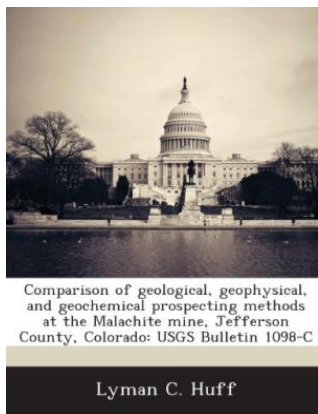 Comparison of geological, geophysical,
and geochemical prospecting methods
at the Malachite mine, Jefferson
County, Colorado: USGS Bulletin 1098-C
Lyman C. Huff